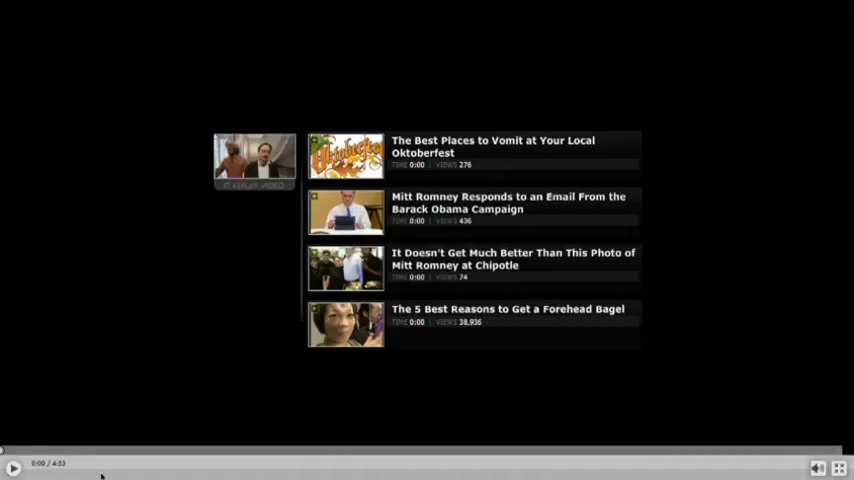 The Best Places to Vomit at Your Local
Oktoberfest
TIME 0:00 | VIEWS 276
Oktoberfest
REPLAY VIDEO
Mitt Romney Responds to an Email From the
Barack Obama Campaign
TIME 0:00 | VIEWS 436
It Doesn't Get Much Better Than This Photo of
Mitt Romney at Chipotle
TIME 0:00 | VIEWS 74
The 5 Best Reasons to Get a Forehead Bagel
TIME 0:00 | VIEWS 38,936
0:00 / 4:53